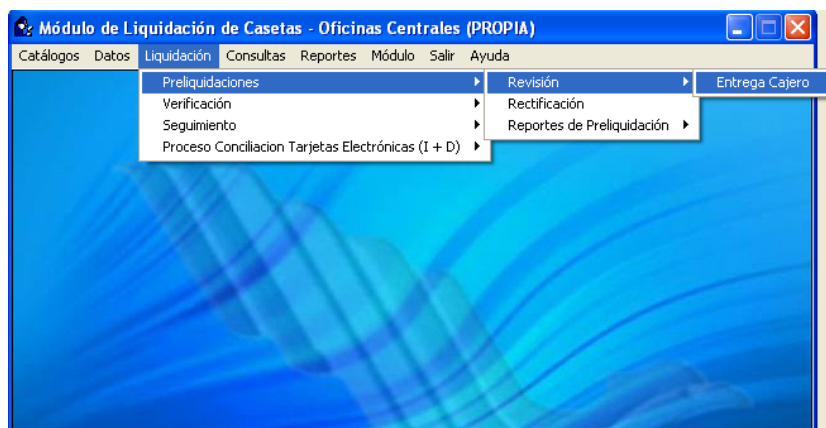 Módulo de Liquidación de Casetas - Oficinas Centrales (PROPIA)
Catálogos Datos Liquidación Consultas Reportes Módulo Salir Ayuda
Preliquidaciones Revisión Entrega Cajero
Verificación Rectificación
Seguimiento Reportes de Preliquidación
Proceso Conciliacion Tarjetas Electrónicas (I + D)